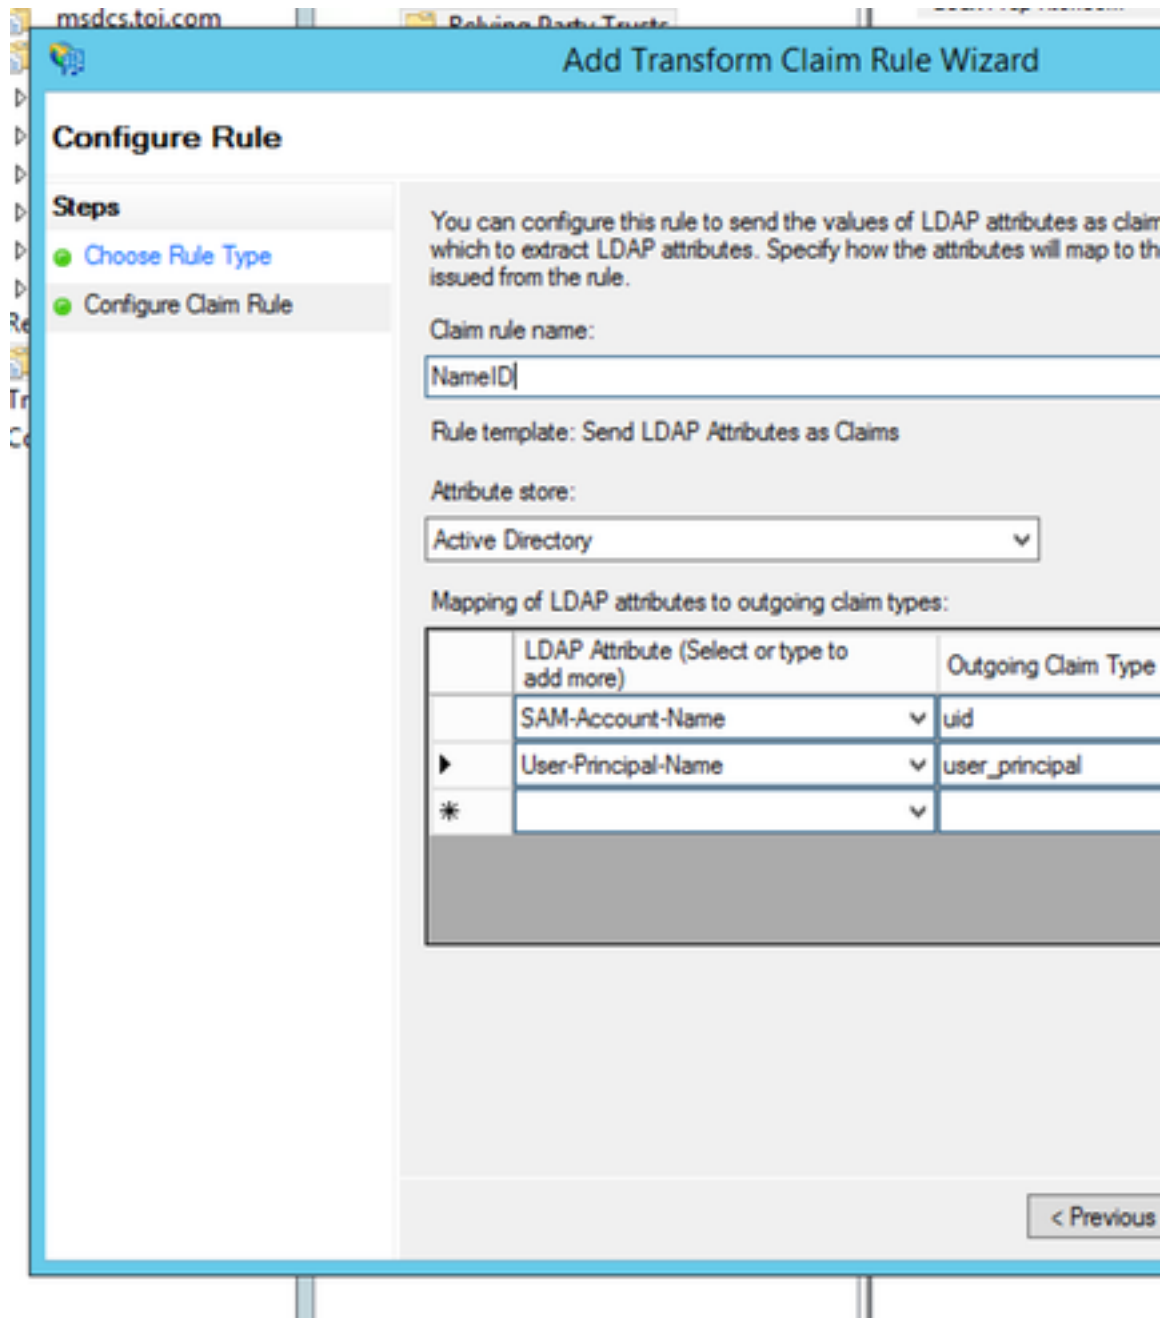 msdcs.toi.com
Relying Party Trusts
Add Transform Claim Rule Wizard
Configure Rule
Steps
Choose Rule Type
Configure Claim Rule
You can configure this rule to send the values of LDAP attributes as claim
which to extract LDAP attributes. Specify how the attributes will map to the
issued from the rule.
Claim rule name:
NameID
Rule template: Send LDAP Attributes as Claims
Attribute store:
Active Directory
Mapping of LDAP attributes to outgoing claim types:
LDAP Attribute (Select or type to
add more)
Outgoing Claim Type
SAM-Account-Name
uid
User-Principal-Name
user_principal
< Previous